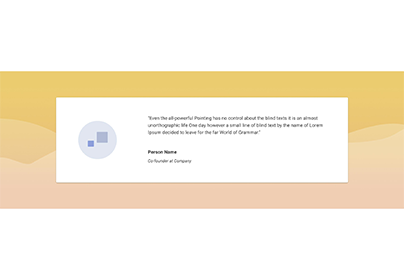 "Even the all-powerful Pointing has no control about the blind texts it is an almost
unorthographic life One day however a small line of blind text by the name of Lorem
Ipsum decided to leave for the far World of Grammar."
Person Name
Co-founder at Company